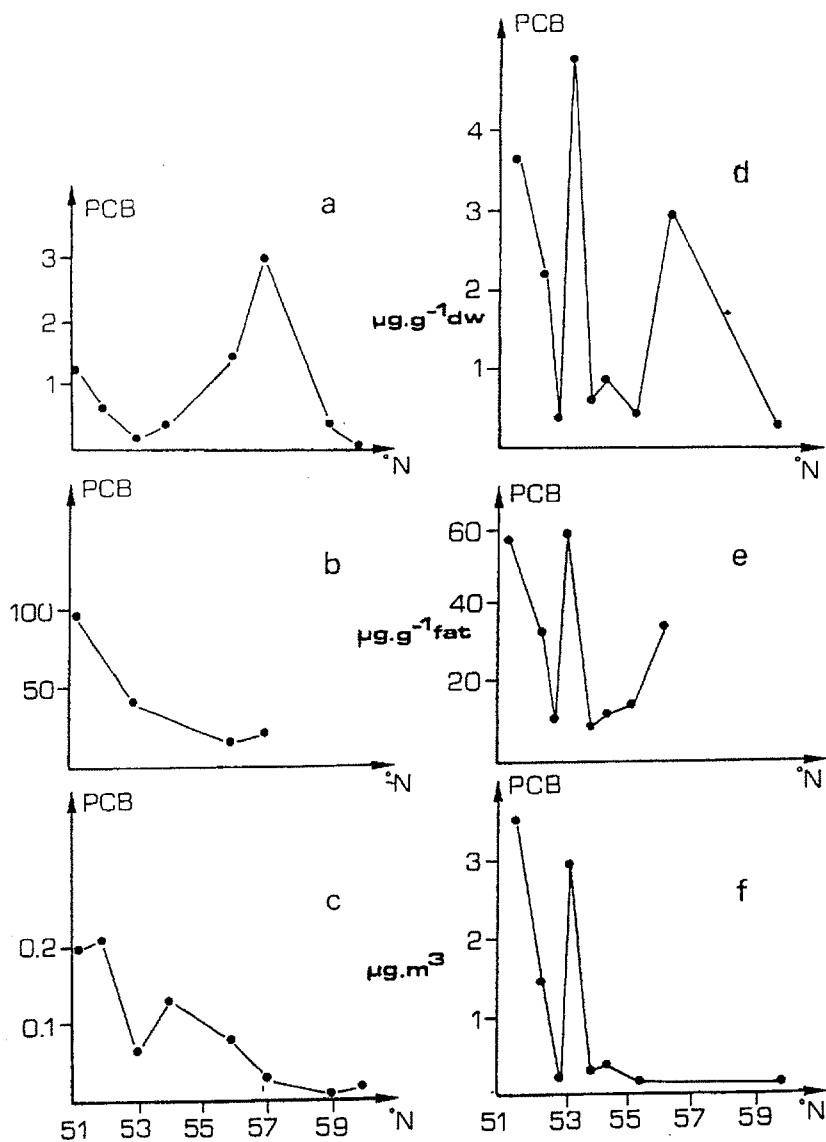 PCB
a
3
2
1
°N
PCB
d
4
3
2
1
µg.g⁻¹dw
°N
PCB
b
100
50
°N
PCB
e
60
40
20
µg.g⁻¹fat
°N
PCB
c
0.2
0.1
51 53 55 57 59 °N
PCB
f
3
2
1
µg.m³
51 53 55 57 59 °N